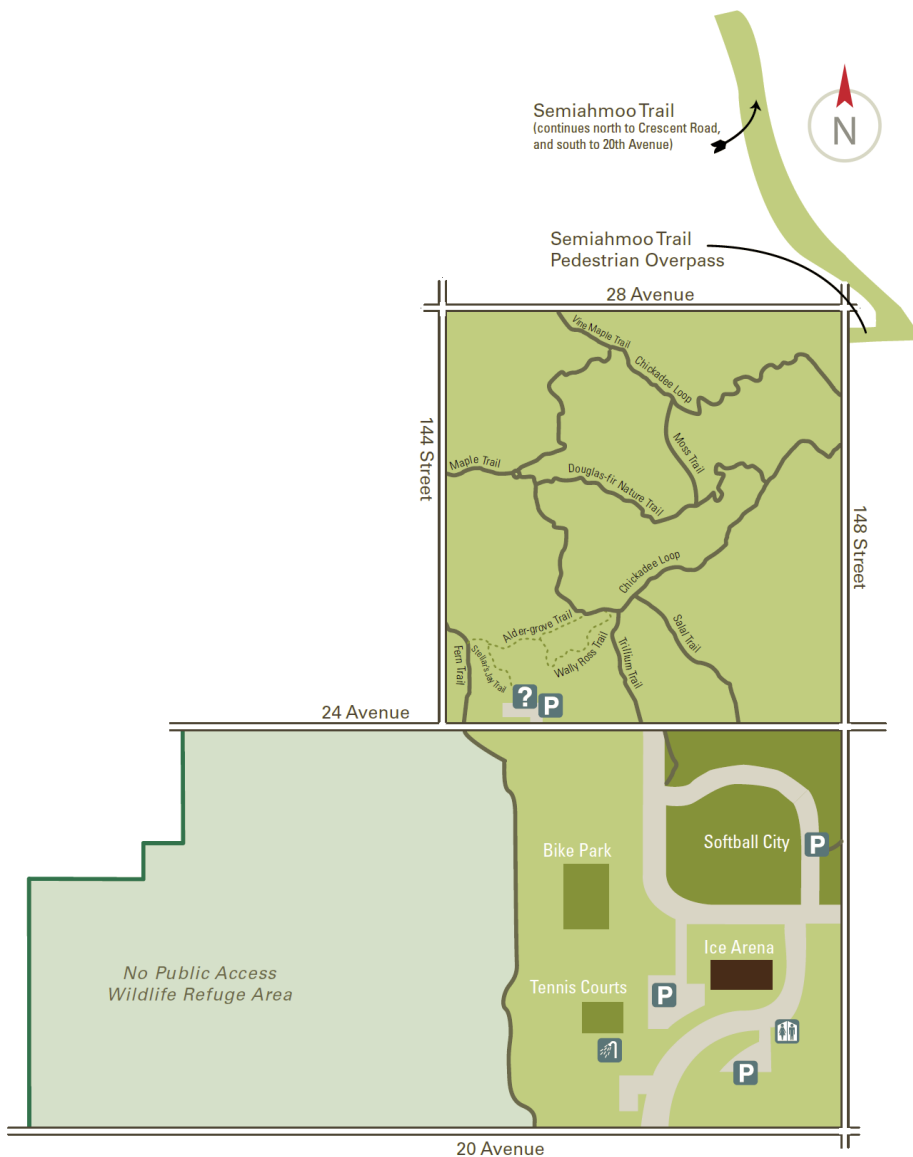 Semiahmoo Trail
(continues north to Crescent Road,
and south to 20th Avenue)
N
Semiahmoo Trail
Pedestrian Overpass
28 Avenue
Vine Maple Trail
Chickadee Loop
144 Street
Maple Trail
Moss Trail
Douglas-fir Nature Trail
148 Street
Chickadee Loop
Alder-grove Trail
Salal Trail
Fern Trail
Stellar's Jay Trail
Wally Ross Trail
Trillium Trail
?
P
24 Avenue
Bike Park
Softball City
P
Ice Arena
No Public Access
Wildlife Refuge Area
Tennis Courts
P
P
20 Avenue